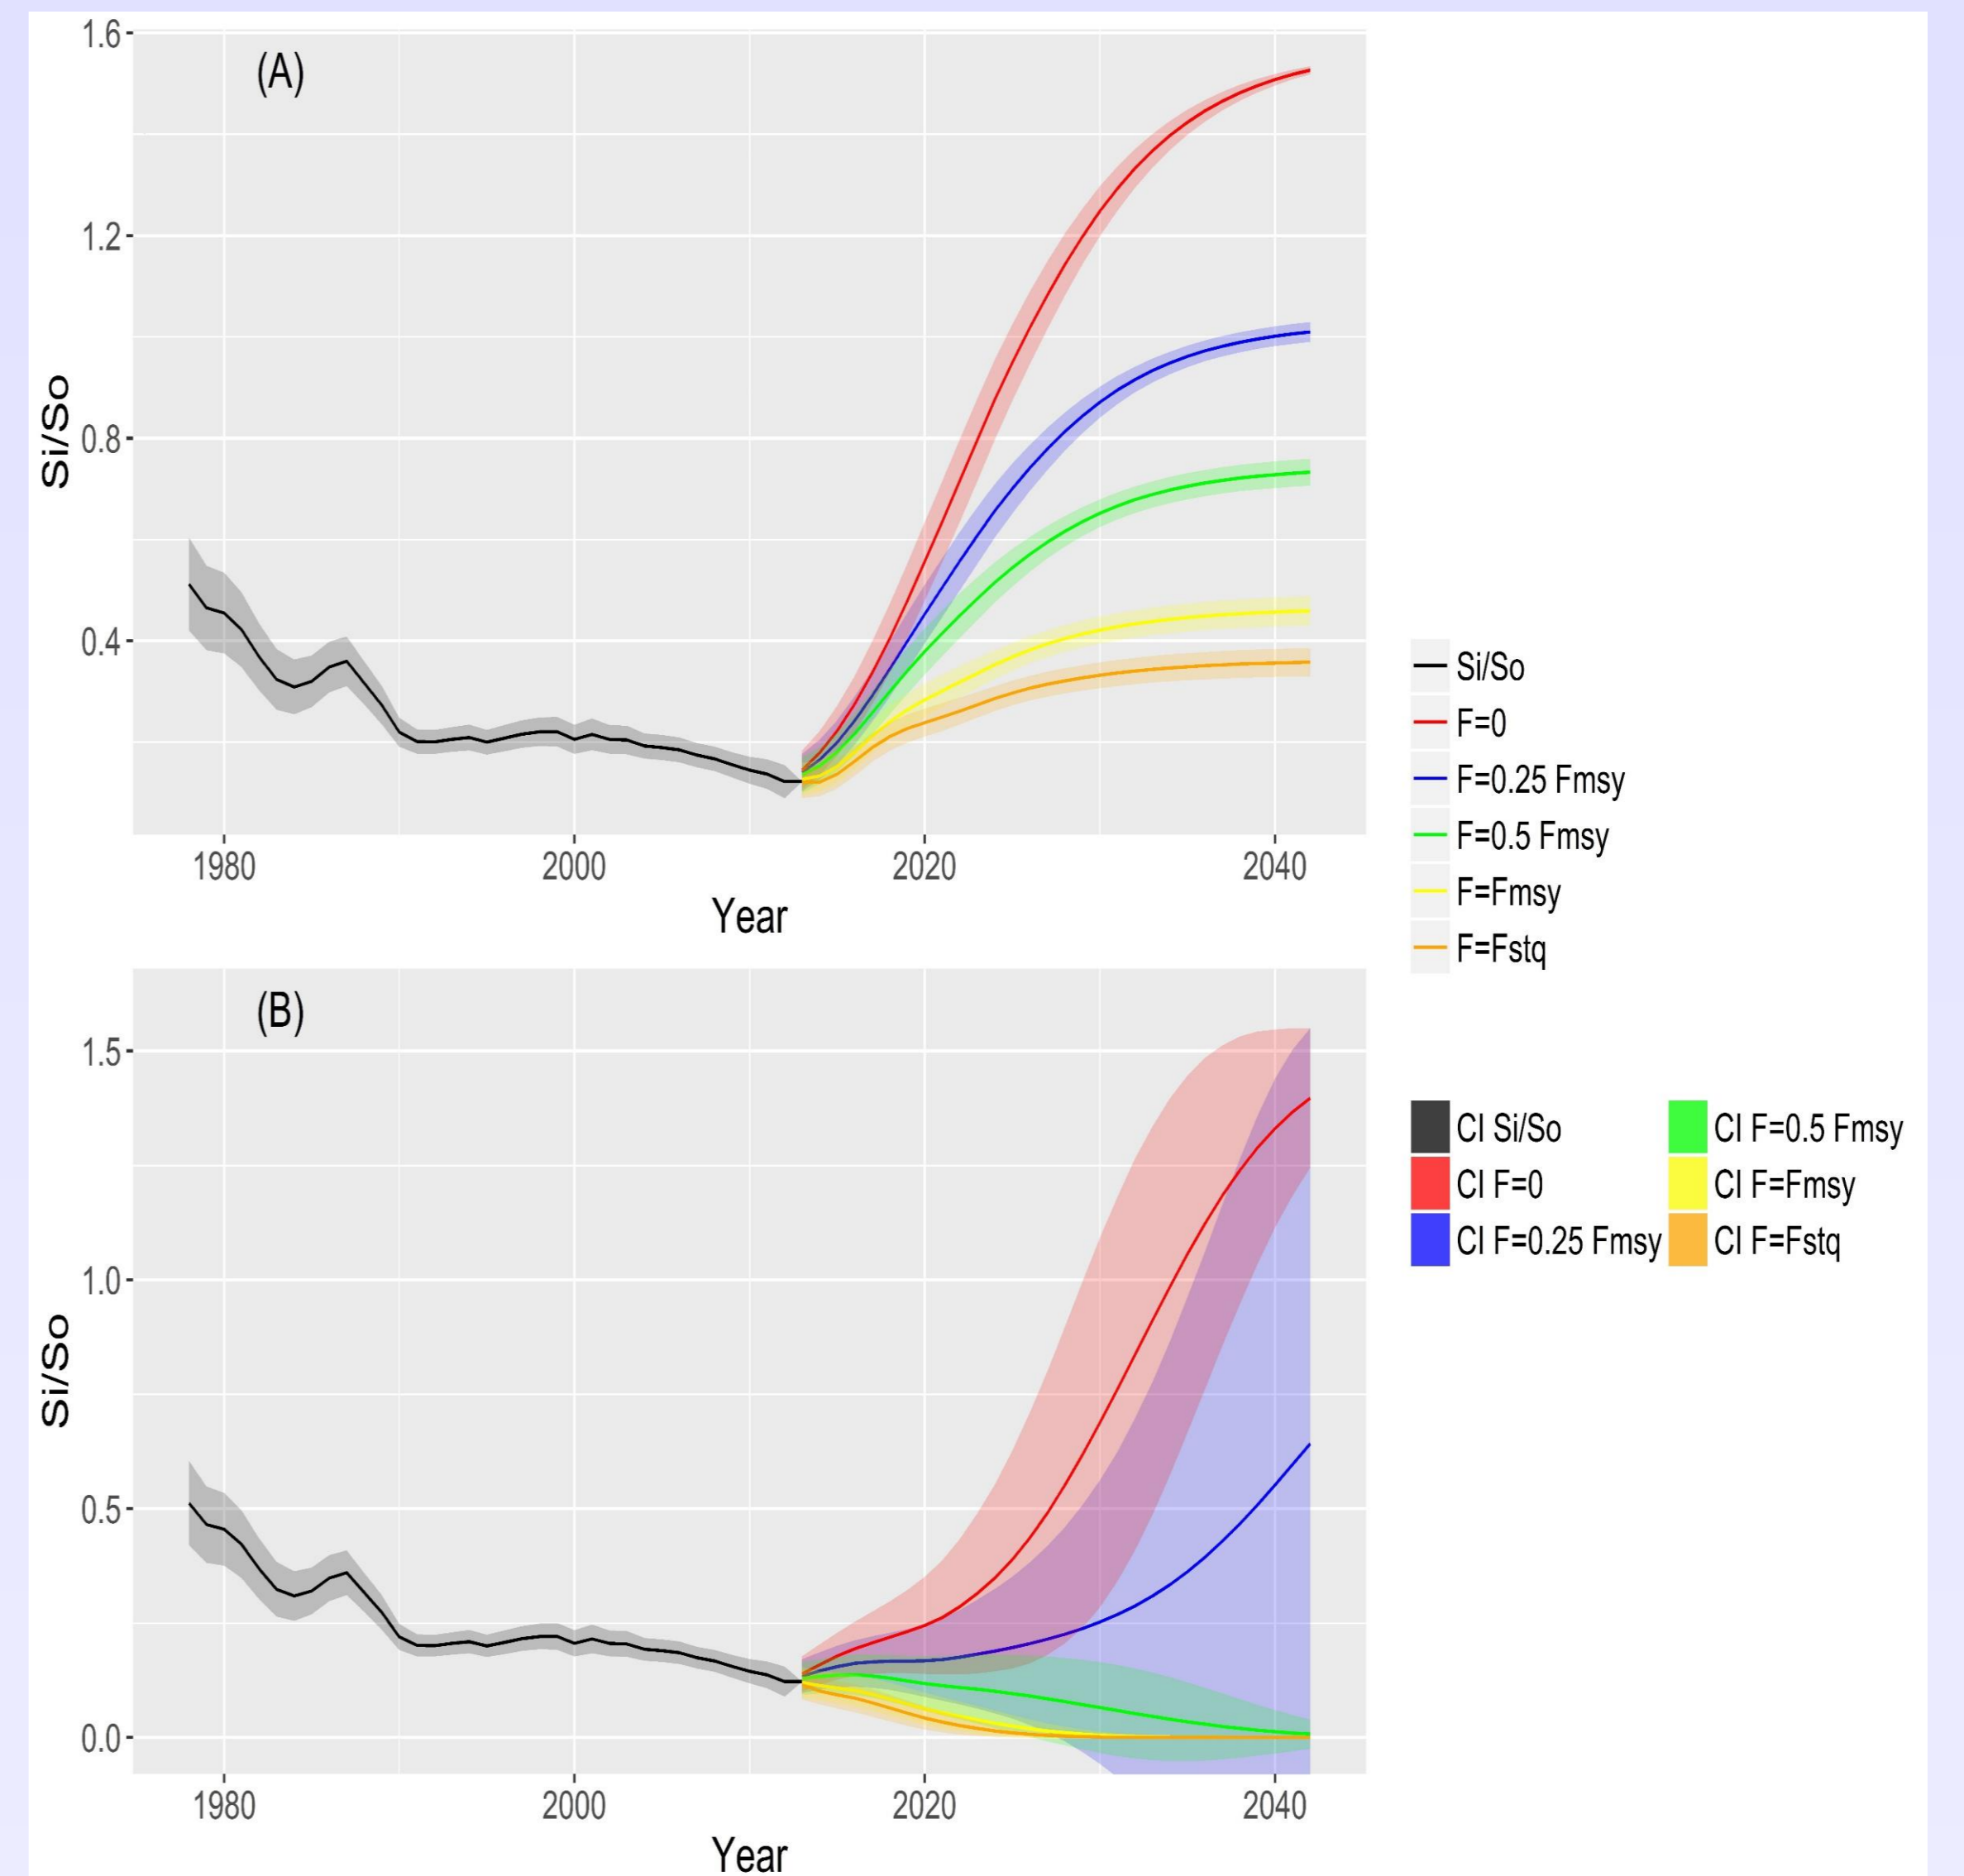 (A)
1.6
1.2
0.8
0.4
Si/So
1980 2000 2020 2040
Year
Si/So
F=0
F=0.25 Fmsy
F=0.5 Fmsy
F=Fmsy
F=Fstq
(B)
1.5
1.0
0.5
0.0
Si/So
1980 2000 2020 2040
Year
CI Si/So
CI F=0
CI F=0.25 Fmsy
CI F=0.5 Fmsy
CI F=Fmsy
CI F=Fstq